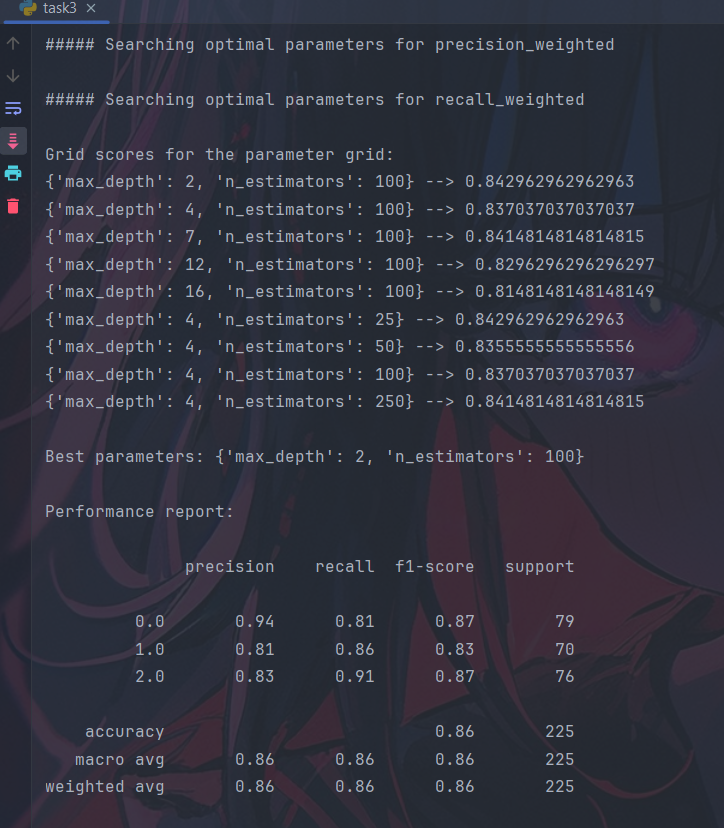 task3
##### Searching optimal parameters for precision_weighted
##### Searching optimal parameters for recall_weighted
Grid scores for the parameter grid:
{'max_depth': 2, 'n_estimators': 100} --> 0.842962962962963
{'max_depth': 4, 'n_estimators': 100} --> 0.837037037037037
{'max_depth': 7, 'n_estimators': 100} --> 0.8414814814814815
{'max_depth': 12, 'n_estimators': 100} --> 0.8296296296296297
{'max_depth': 16, 'n_estimators': 100} --> 0.8148148148148149
{'max_depth': 4, 'n_estimators': 25} --> 0.842962962962963
{'max_depth': 4, 'n_estimators': 50} --> 0.8355555555555556
{'max_depth': 4, 'n_estimators': 100} --> 0.837037037037037
{'max_depth': 4, 'n_estimators': 250} --> 0.8414814814814815
Best parameters: {'max_depth': 2, 'n_estimators': 100}
Performance report:
precision recall f1-score support
0.0 0.94 0.81 0.87 79
1.0 0.81 0.86 0.83 70
2.0 0.83 0.91 0.87 76
accuracy 0.86 225
macro avg 0.86 0.86 0.86 225
weighted avg 0.86 0.86 0.86 225